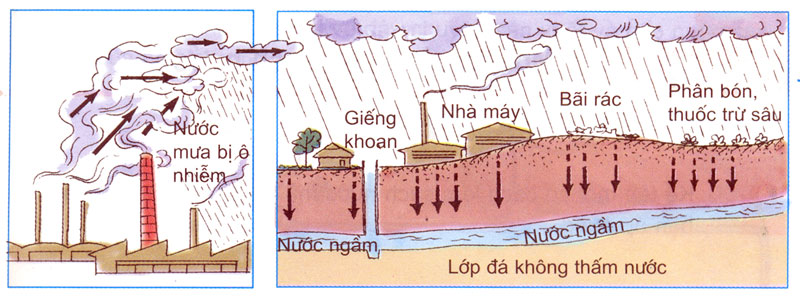 Nước
mưa bị ô
nhiễm
Giếng
khoan
Nhà máy
Bãi rác
Phân bón,
thuốc trừ sâu
Nước ngầm
Nước ngầm
Lớp đá không thấm nước